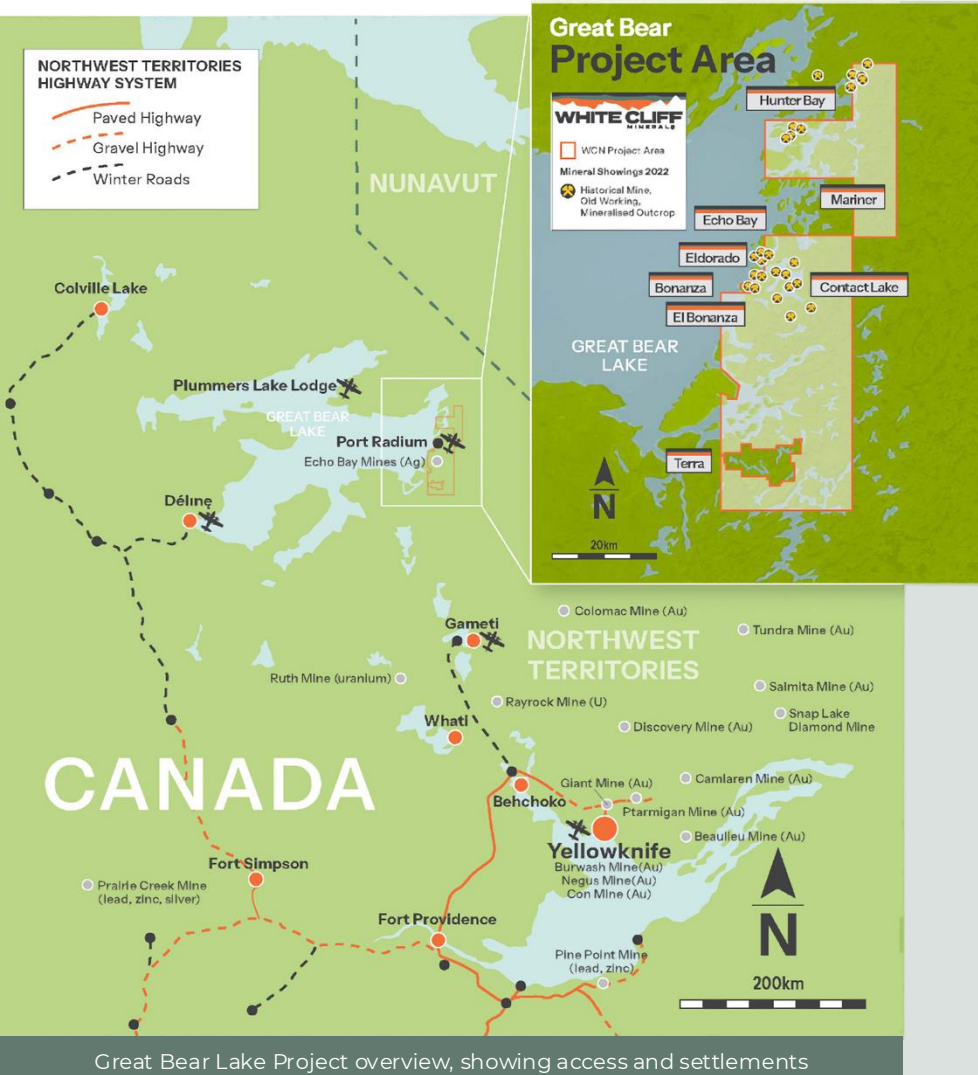 NORTHWEST TERRITORIES
HIGHWAY SYSTEM
Paved Highway
Gravel Highway
Winter Roads
NUNAVUT
Colville Lake
Plummers Lake Lodge
GREAT BEAR
LAKE
Port Radium
Echo Bay Mines (Ag)
Délįnę
Great Bear
Project Area
WHITE CLIFF
MINERALS
WCN Project Area
Mineral Showings 2022
Historical Mine,
Old Working,
Mineralised Outcrop
Hunter Bay
Mariner
Echo Bay
Eldorado
Bonanza
Contact Lake
El Bonanza
GREAT BEAR
LAKE
Terra
N
20km
Colomac Mine (Au)
Gameti
Tundra Mine (Au)
NORTHWEST
TERRITORIES
Ruth Mine (uranium)
Salmita Mine (Au)
Rayrock Mine (U)
Snap Lake
Diamond Mine
Whati
Discovery Mine (Au)
CANADA
Giant Mine (Au)
Camlaren Mine (Au)
Behchoko
Ptarmigan Mine (Au)
Beaulieu Mine (Au)
Yellowknife
Burwash Mine(Au)
Negus Mine(Au)
Con Mine (Au)
Fort Simpson
Prairie Creek Mine
(lead, zinc, silver)
Fort Providence
N
Pine Point Mine
(lead, zinc)
200km
Great Bear Lake Project overview, showing access and settlements